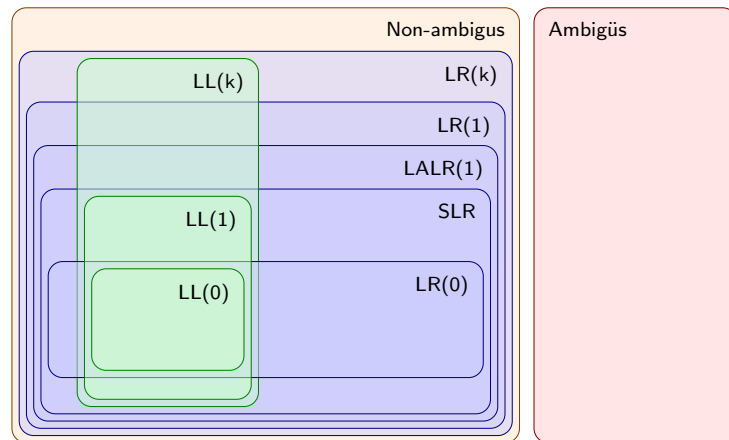 Non-ambigus
Ambigüs
LL(k)
LR(k)
LR(1)
LALR(1)
LL(1)
SLR
LL(0)
LR(0)